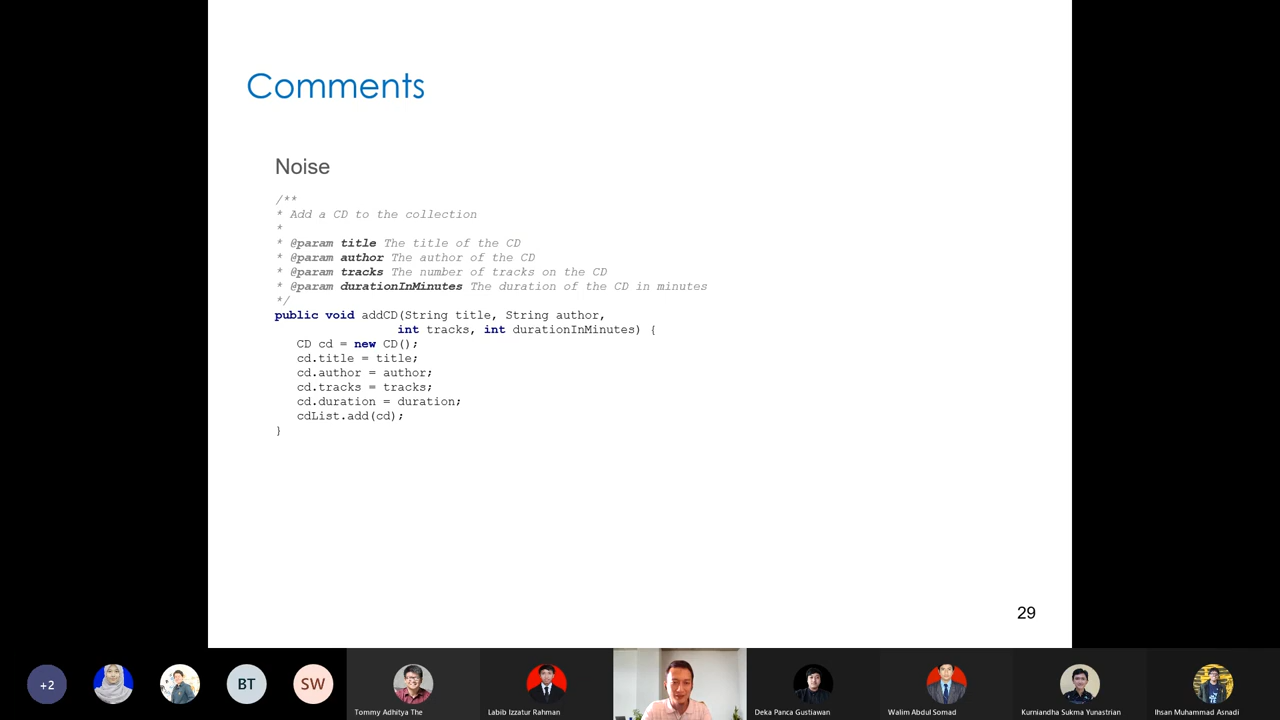 Comments
Noise
/**
* Add a CD to the collection
*
* @param title The title of the CD
* @param author The author of the CD
* @param tracks The number of tracks on the CD
* @param durationInMinutes The duration of the CD in minutes
*/
public void addCD(String title, String author,
int tracks, int durationInMinutes) {
CD cd = new CD();
cd.title = title;
cd.author = author;
cd.tracks = tracks;
cd.duration = duration;
cdList.add(cd);
}
29
+2
BT
SW
Tommy Adhitya The
Labib Izzatur Rahman
Deka Panca Gustiawan
Walim Abdul Somad
Kurniandha Sukma Yunastrian
Ihsan Muhammad Asnadi